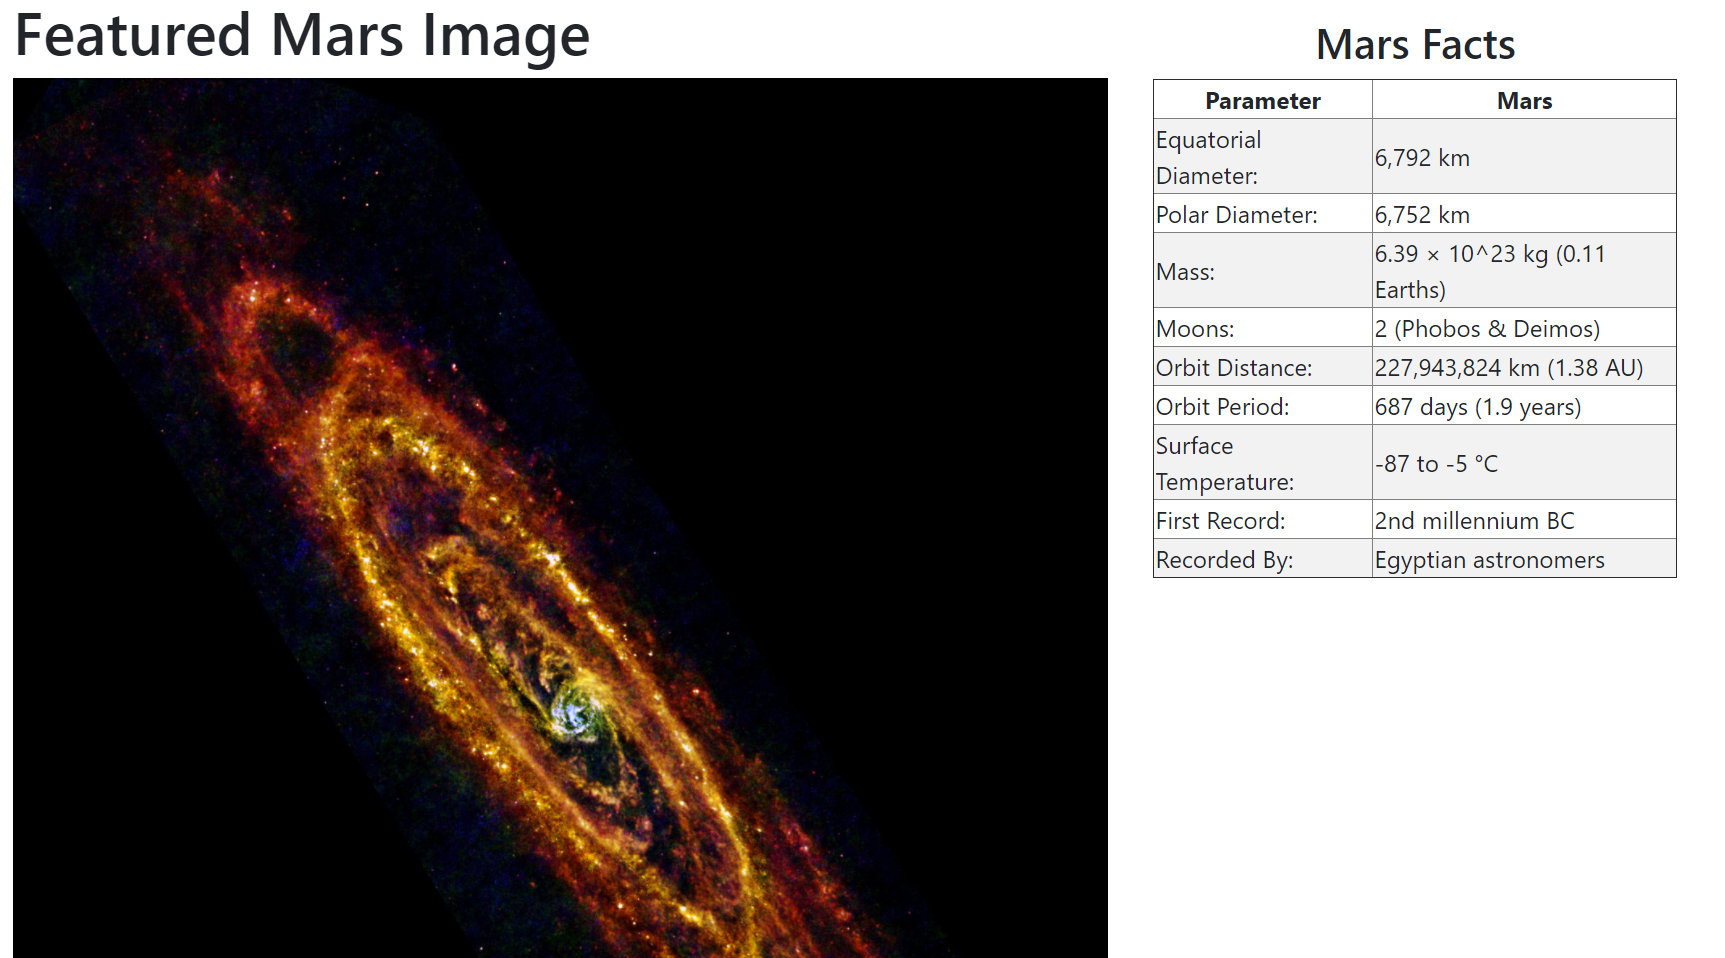 Featured Mars Image
Mars Facts
Parameter Mars
Equatorial
Diameter: 6,792 km
Polar Diameter: 6,752 km
Mass: 6.39 × 10^23 kg (0.11
Earths)
Moons: 2 (Phobos & Deimos)
Orbit Distance: 227,943,824 km (1.38 AU)
Orbit Period: 687 days (1.9 years)
Surface
Temperature: -87 to -5 °C
First Record: 2nd millennium BC
Recorded By: Egyptian astronomers